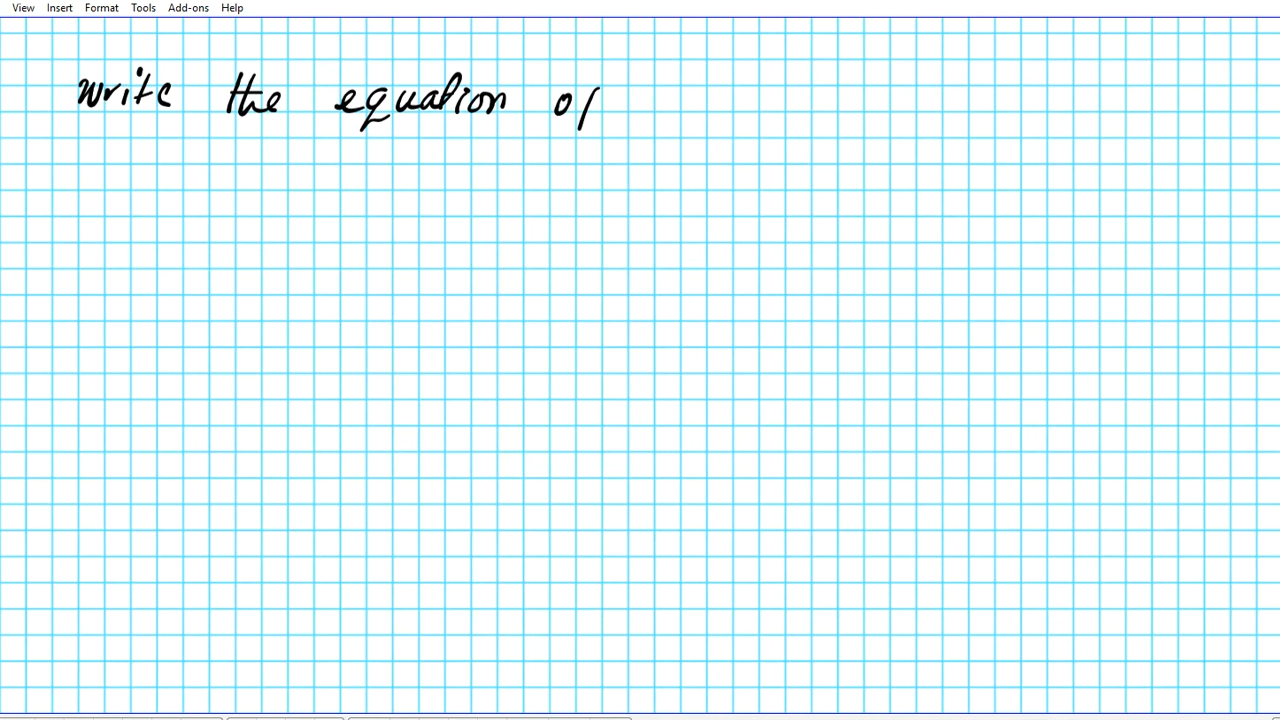 View Insert Format Tools Add-ons Help
write the equation of